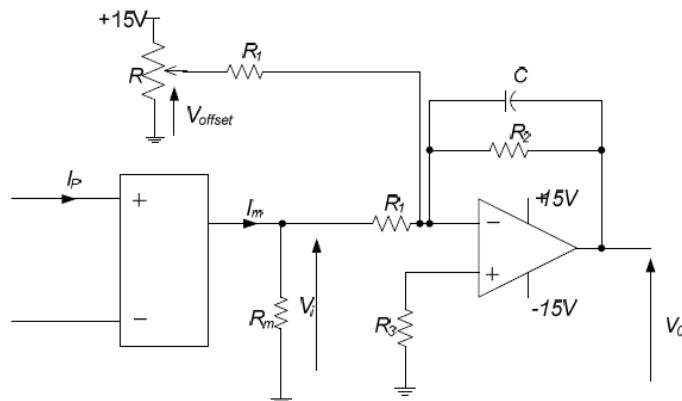 +15V
R
R1
Voffset
C
R2
IP
+
Im
R1
−
+15V
+
-15V
−
Rm
Vi
R3
V0